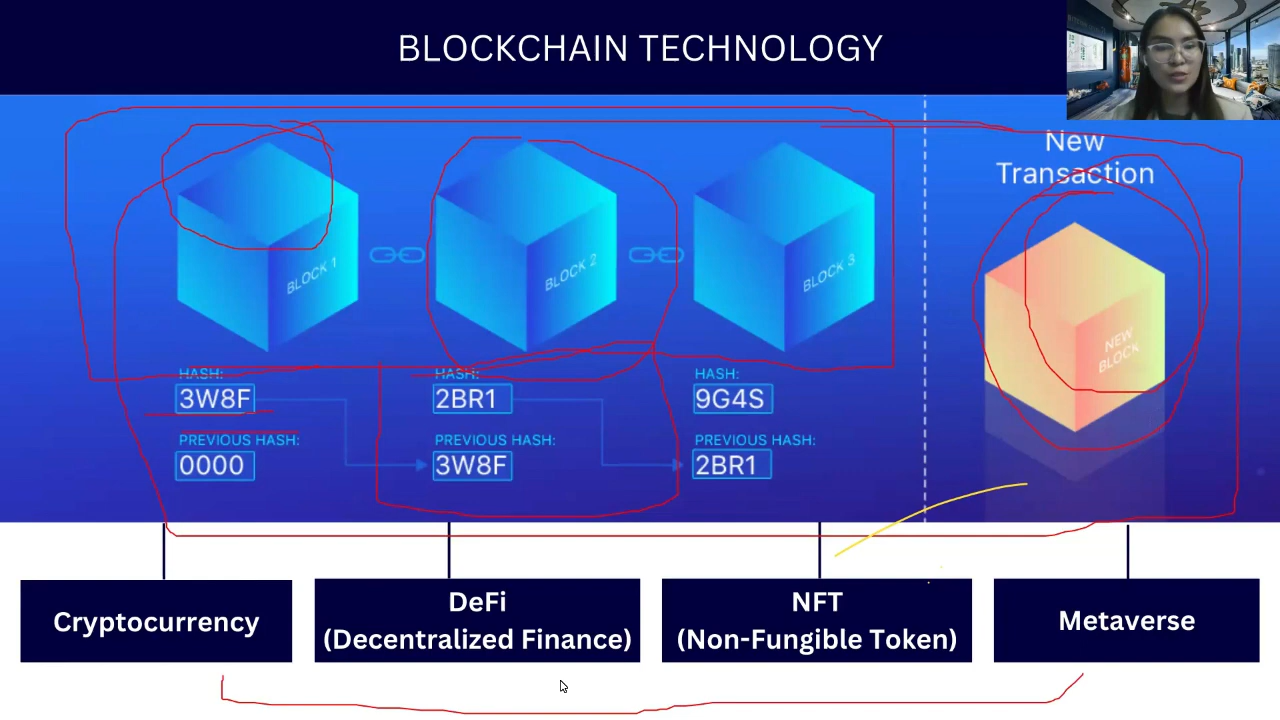 BLOCKCHAIN TECHNOLOGY
New
Transaction
BLOCK 1
BLOCK 2
BLOCK 3
NEW
BLOCK
HASH:
3W8F
PREVIOUS HASH:
0000
HASH:
2BR1
PREVIOUS HASH:
3W8F
HASH:
9G4S
PREVIOUS HASH:
2BR1
Cryptocurrency
DeFi
(Decentralized Finance)
NFT
(Non-Fungible Token)
Metaverse